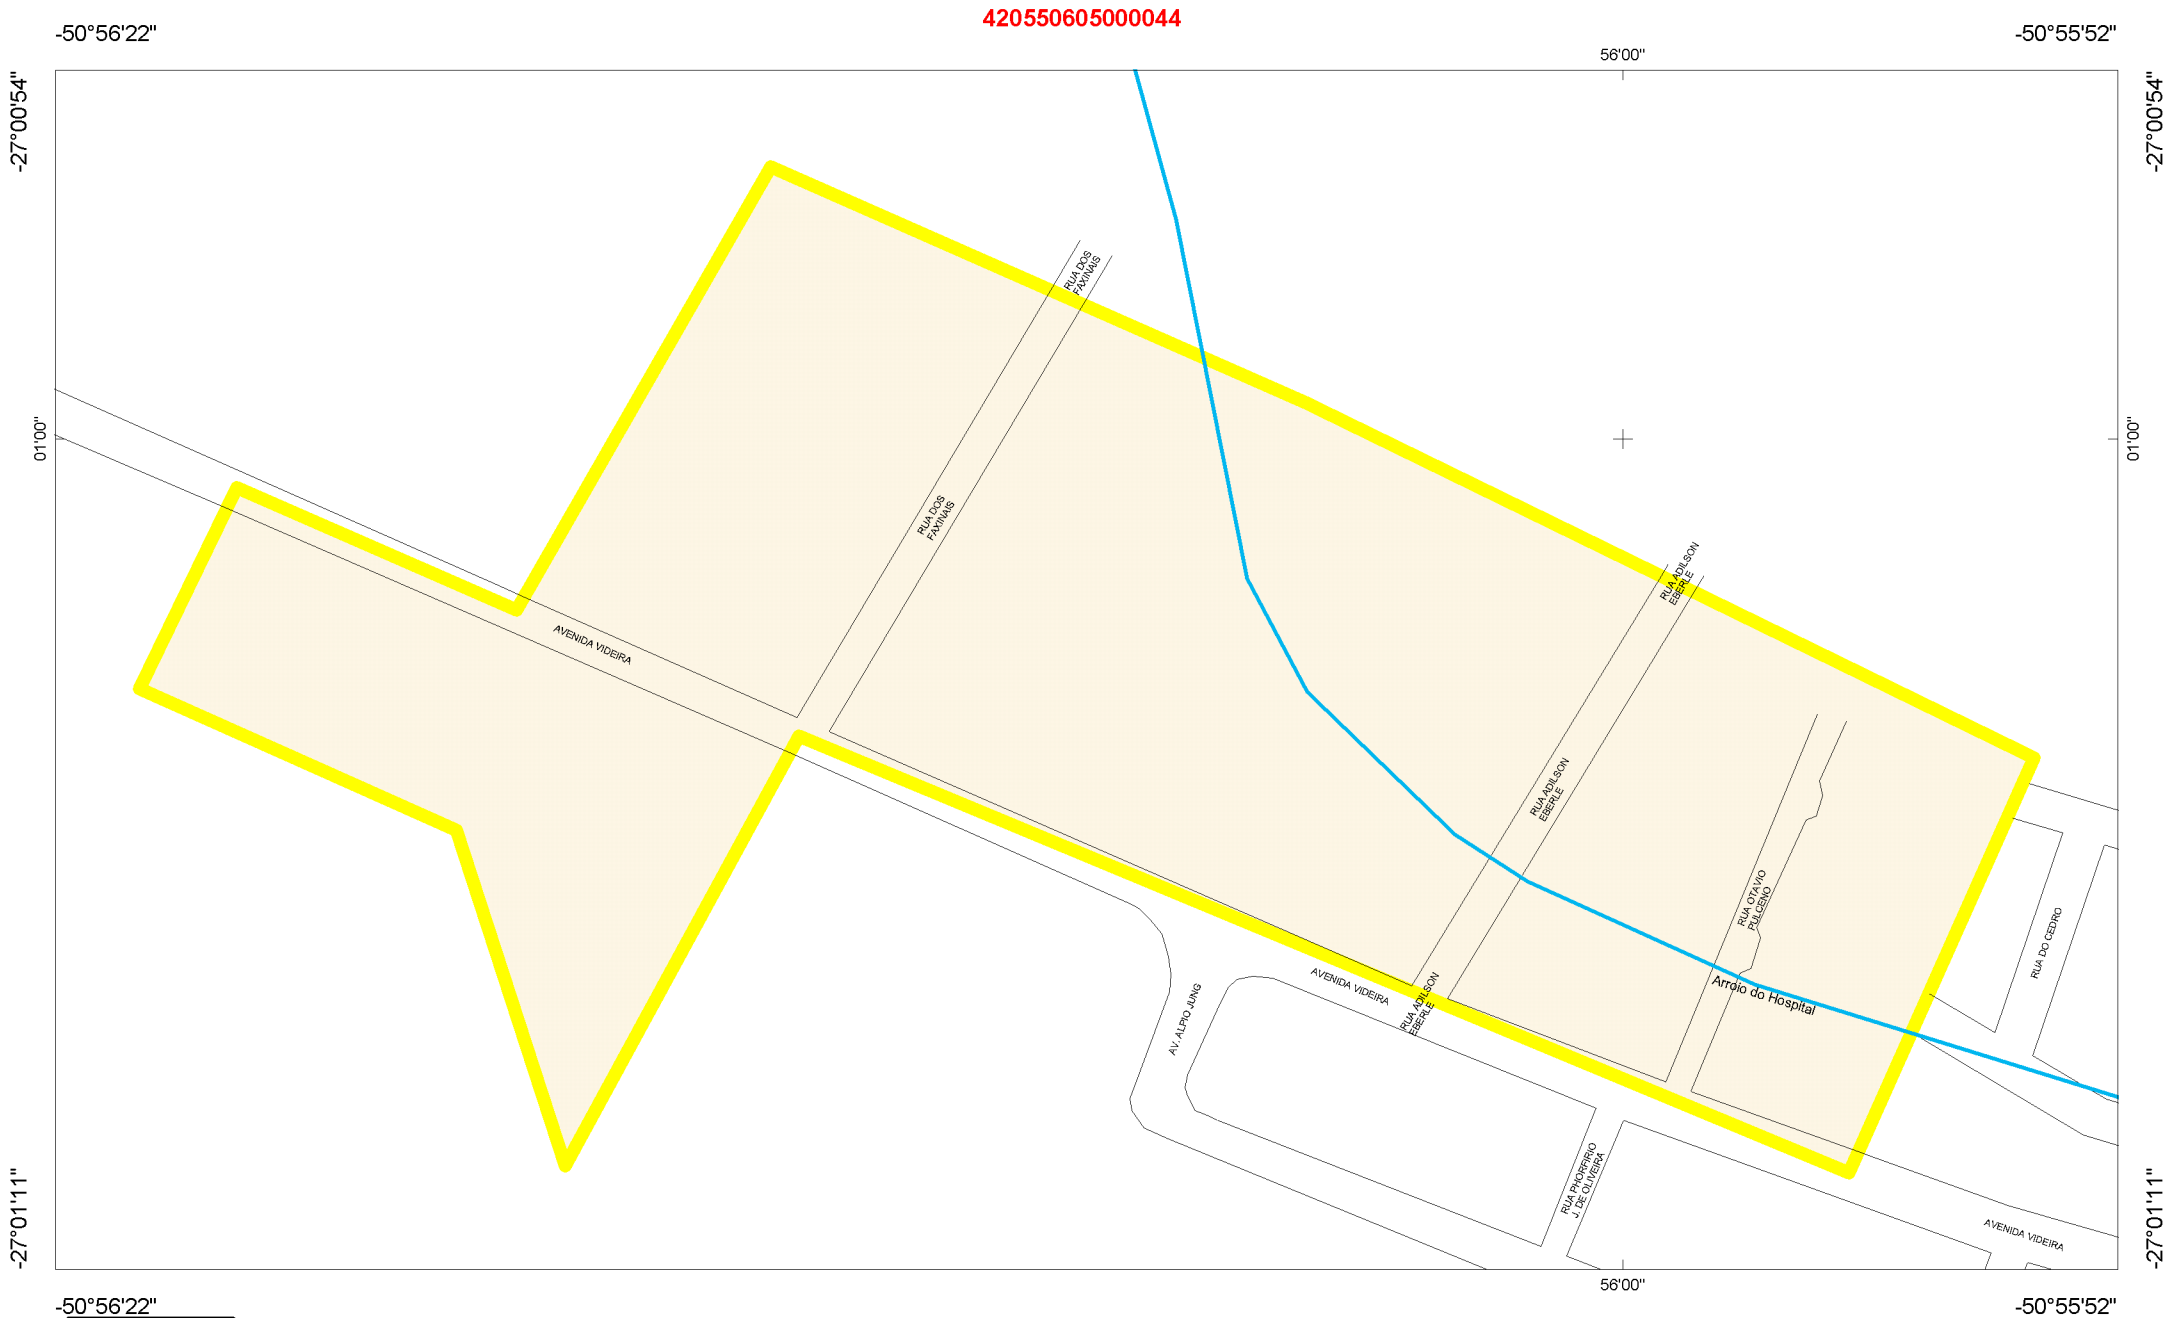 420550605000044
-50°56'22"
-50°55'52"
56'00"
-27°00'54"
-27°00'54"
RUA DOS
FAXINAIS
01'00"
01'00"
RUA DOS
FAXINAIS
RUA ADILSON
EBERLE
AVENIDA VIDEIRA
RUA ADILSON
EBERLE
RUA OTAVIO
PULCENO
RUA DO CEDRO
Arroio do Hospital
AVENIDA VIDEIRA
RUA ADILSON
EBERLE
AV. ALPIO JUNG
RUA PHORFIRIO
J. DE OLIVEIRA
AVENIDA VIDEIRA
-27°01'11"
-27°01'11"
56'00"
-50°56'22"
-50°55'52"